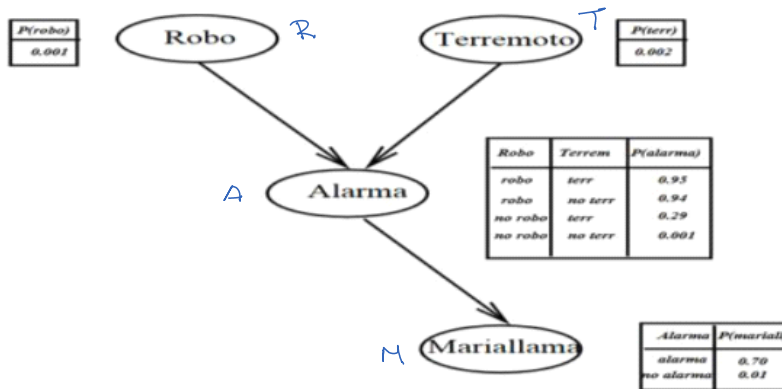 P(robo)
0.001
Robo
R
Terremoto
T
P(terr)
0.002
Robo Terrem P(alarma)
robo terr 0.95
robo no terr 0.94
no robo terr 0.29
no robo no terr 0.001
A
Alarma
M
Mariallama
Alarma P(mariall
alarma 0.70
no alarma 0.01